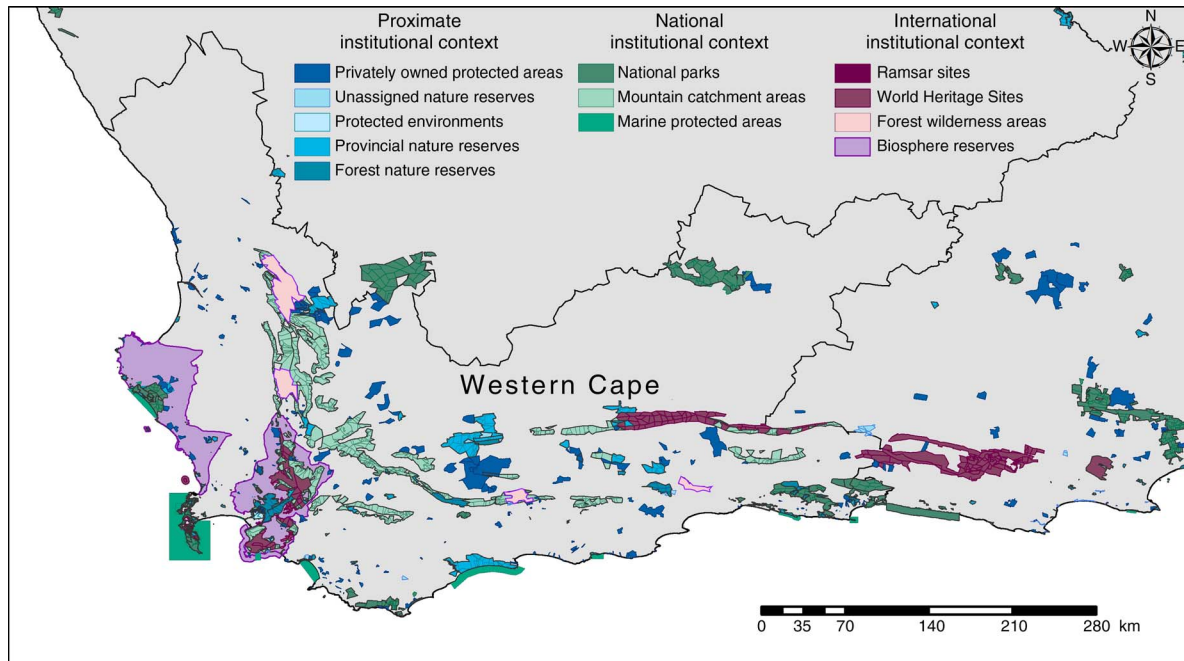 Proximate
institutional context
Privately owned protected areas
Unassigned nature reserves
Protected environments
Provincial nature reserves
Forest nature reserves
National
institutional context
National parks
Mountain catchment areas
Marine protected areas
International
institutional context
Ramsar sites
World Heritage Sites
Forest wilderness areas
Biosphere reserves
N
W E
S
Western Cape
0 35 70 140 210 280 km